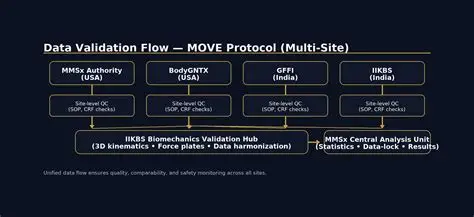 Data Validation Flow — MOVE Protocol (Multi-Site)
MMSx Authority
(USA)
BodyGNTX
(USA)
GFFI
(India)
IIKBS
(India)
Site-level QC
(SOP, CRF checks)
Site-level QC
(SOP, CRF checks)
Site-level QC
(SOP, CRF checks)
Site-level QC
(SOP, CRF checks)
IIKBS Biomechanics Validation Hub
(3D kinematics • Force plates • Data harmonization)
MMSx Central Analysis Unit
(Statistics • Data-lock • Results)
Unified data flow ensures quality, comparability, and safety monitoring across all sites.